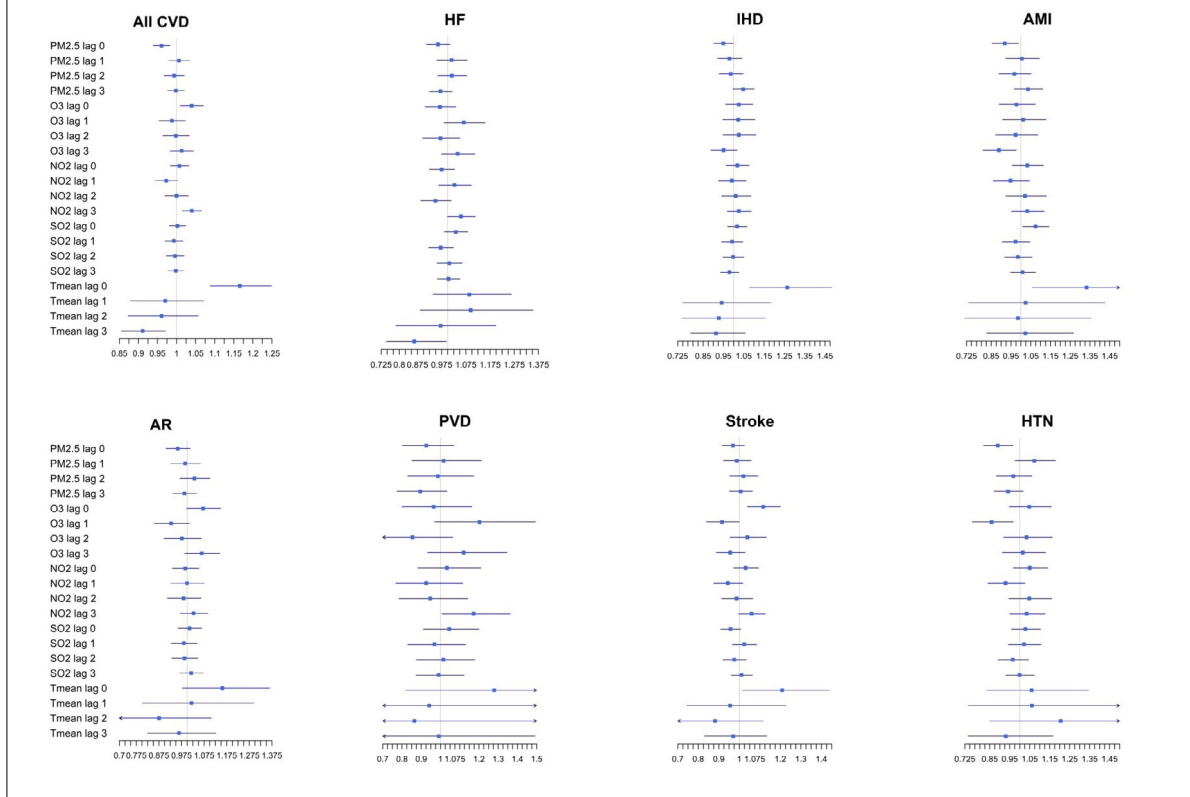 All CVD
HF
IHD
AMI
PM2.5 lag 0
PM2.5 lag 1
PM2.5 lag 2
PM2.5 lag 3
O3 lag 0
O3 lag 1
O3 lag 2
O3 lag 3
NO2 lag 0
NO2 lag 1
NO2 lag 2
NO2 lag 3
SO2 lag 0
SO2 lag 1
SO2 lag 2
SO2 lag 3
Tmean lag 0
Tmean lag 1
Tmean lag 2
Tmean lag 3
0.85 0.9 0.95 1 1.05 1.1 1.15 1.2 1.25
0.725 0.8 0.875 0.975 1.075 1.175 1.275 1.375
0.725 0.85 0.95 1.05 1.15 1.25 1.35 1.45
0.725 0.85 0.95 1.05 1.15 1.25 1.35 1.45
AR
PVD
Stroke
HTN
PM2.5 lag 0
PM2.5 lag 1
PM2.5 lag 2
PM2.5 lag 3
O3 lag 0
O3 lag 1
O3 lag 2
O3 lag 3
NO2 lag 0
NO2 lag 1
NO2 lag 2
NO2 lag 3
SO2 lag 0
SO2 lag 1
SO2 lag 2
SO2 lag 3
Tmean lag 0
Tmean lag 1
Tmean lag 2
Tmean lag 3
0.7 0.775 0.875 0.975 1.075 1.175 1.275 1.375
0.7 0.8 0.9 1 1.075 1.2 1.3 1.4 1.5
0.7 0.8 0.9 1 1.075 1.2 1.3 1.4
0.725 0.85 0.95 1.05 1.15 1.25 1.35 1.45